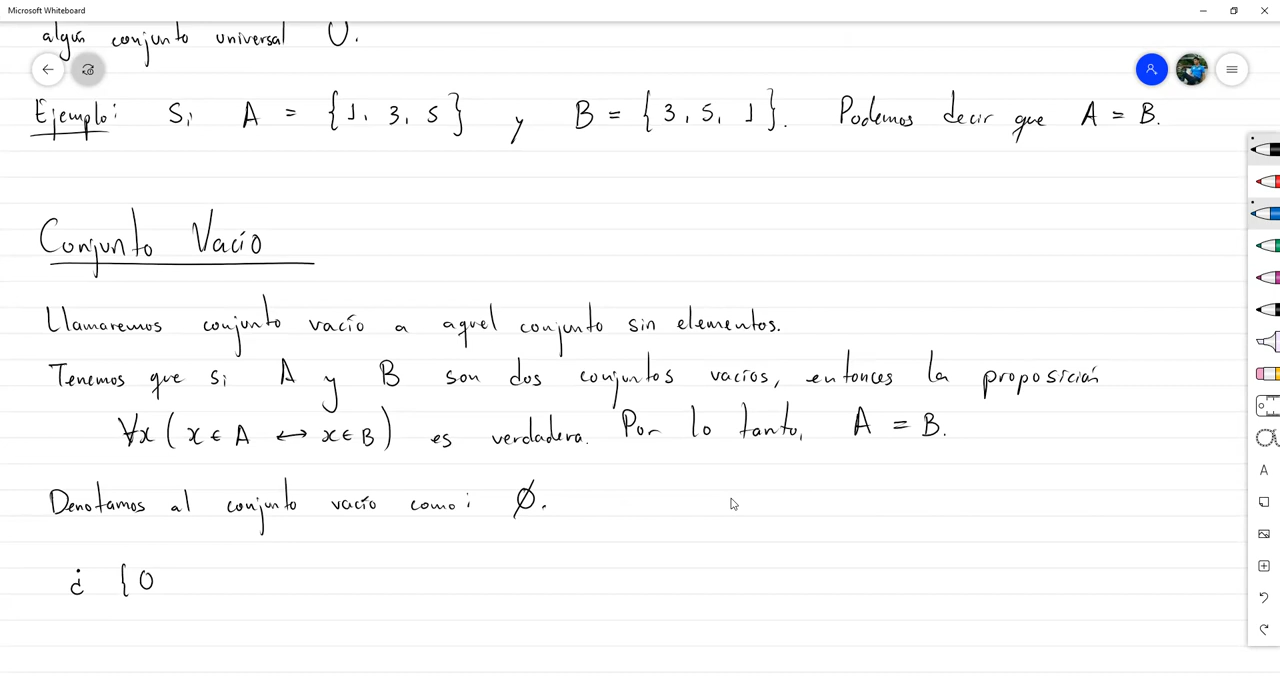 Microsoft Whiteboard
algún conjunto universal U.
Ejemplo: Si A = {1, 3, 5} y B = {3, 5, 1}. Podemos decir que A = B.
Conjunto Vacío
Llamaremos conjunto vacío a aquel conjunto sin elementos.
Tenemos que si A y B son dos conjuntos vacíos, entonces la proposición
∀x (x ∈ A ↔ x ∈ B) es verdadera. Por lo tanto, A = B.
Denotamos al conjunto vacío como: ∅.
¿ {0